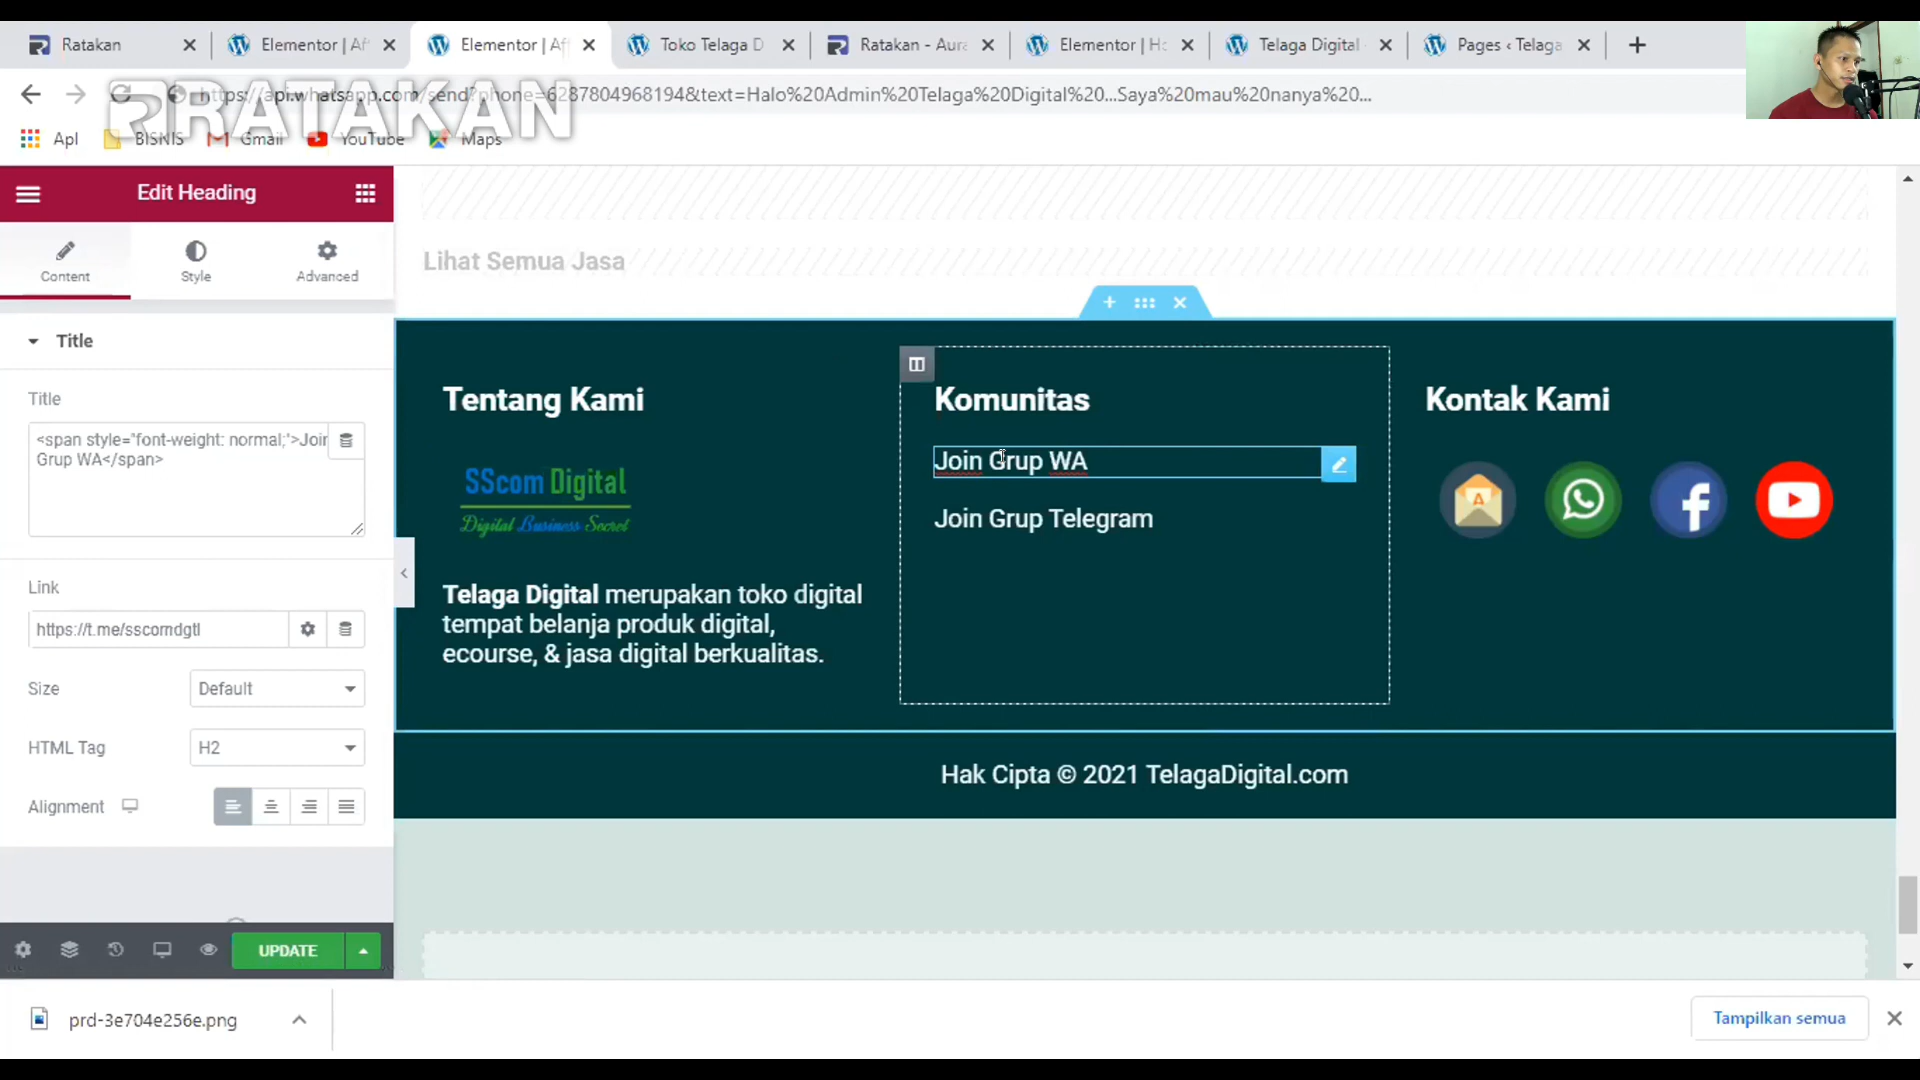 Ratakan
Elementor | Af
Elementor | Af
Toko Telaga D
Ratakan - Aura
Elementor | Ho
Telaga Digital
Pages ‹ Telaga
https://api.whatsapp.com/send?phone=6287804968194&text=Halo%20Admin%20Telaga%20Digital%20...Saya%20mau%20nanya%20...
RATAKAN
Apl
BISNIS
Gmail
YouTube
Maps
Edit Heading
Content
Style
Advanced
Title
Title
<span style="font-weight: normal;">Join
Grup WA</span>
Link
https://t.me/sscomdgtl
Size
Default
HTML Tag
H2
Alignment
UPDATE
Lihat Semua Jasa
Tentang Kami
SScom Digital
Digital Business Secret
Telaga Digital merupakan toko digital
tempat belanja produk digital,
ecourse, & jasa digital berkualitas.
Komunitas
Join Grup WA
Join Grup Telegram
Kontak Kami
A
Hak Cipta © 2021 TelagaDigital.com
prd-3e704e256e.png
Tampilkan semua